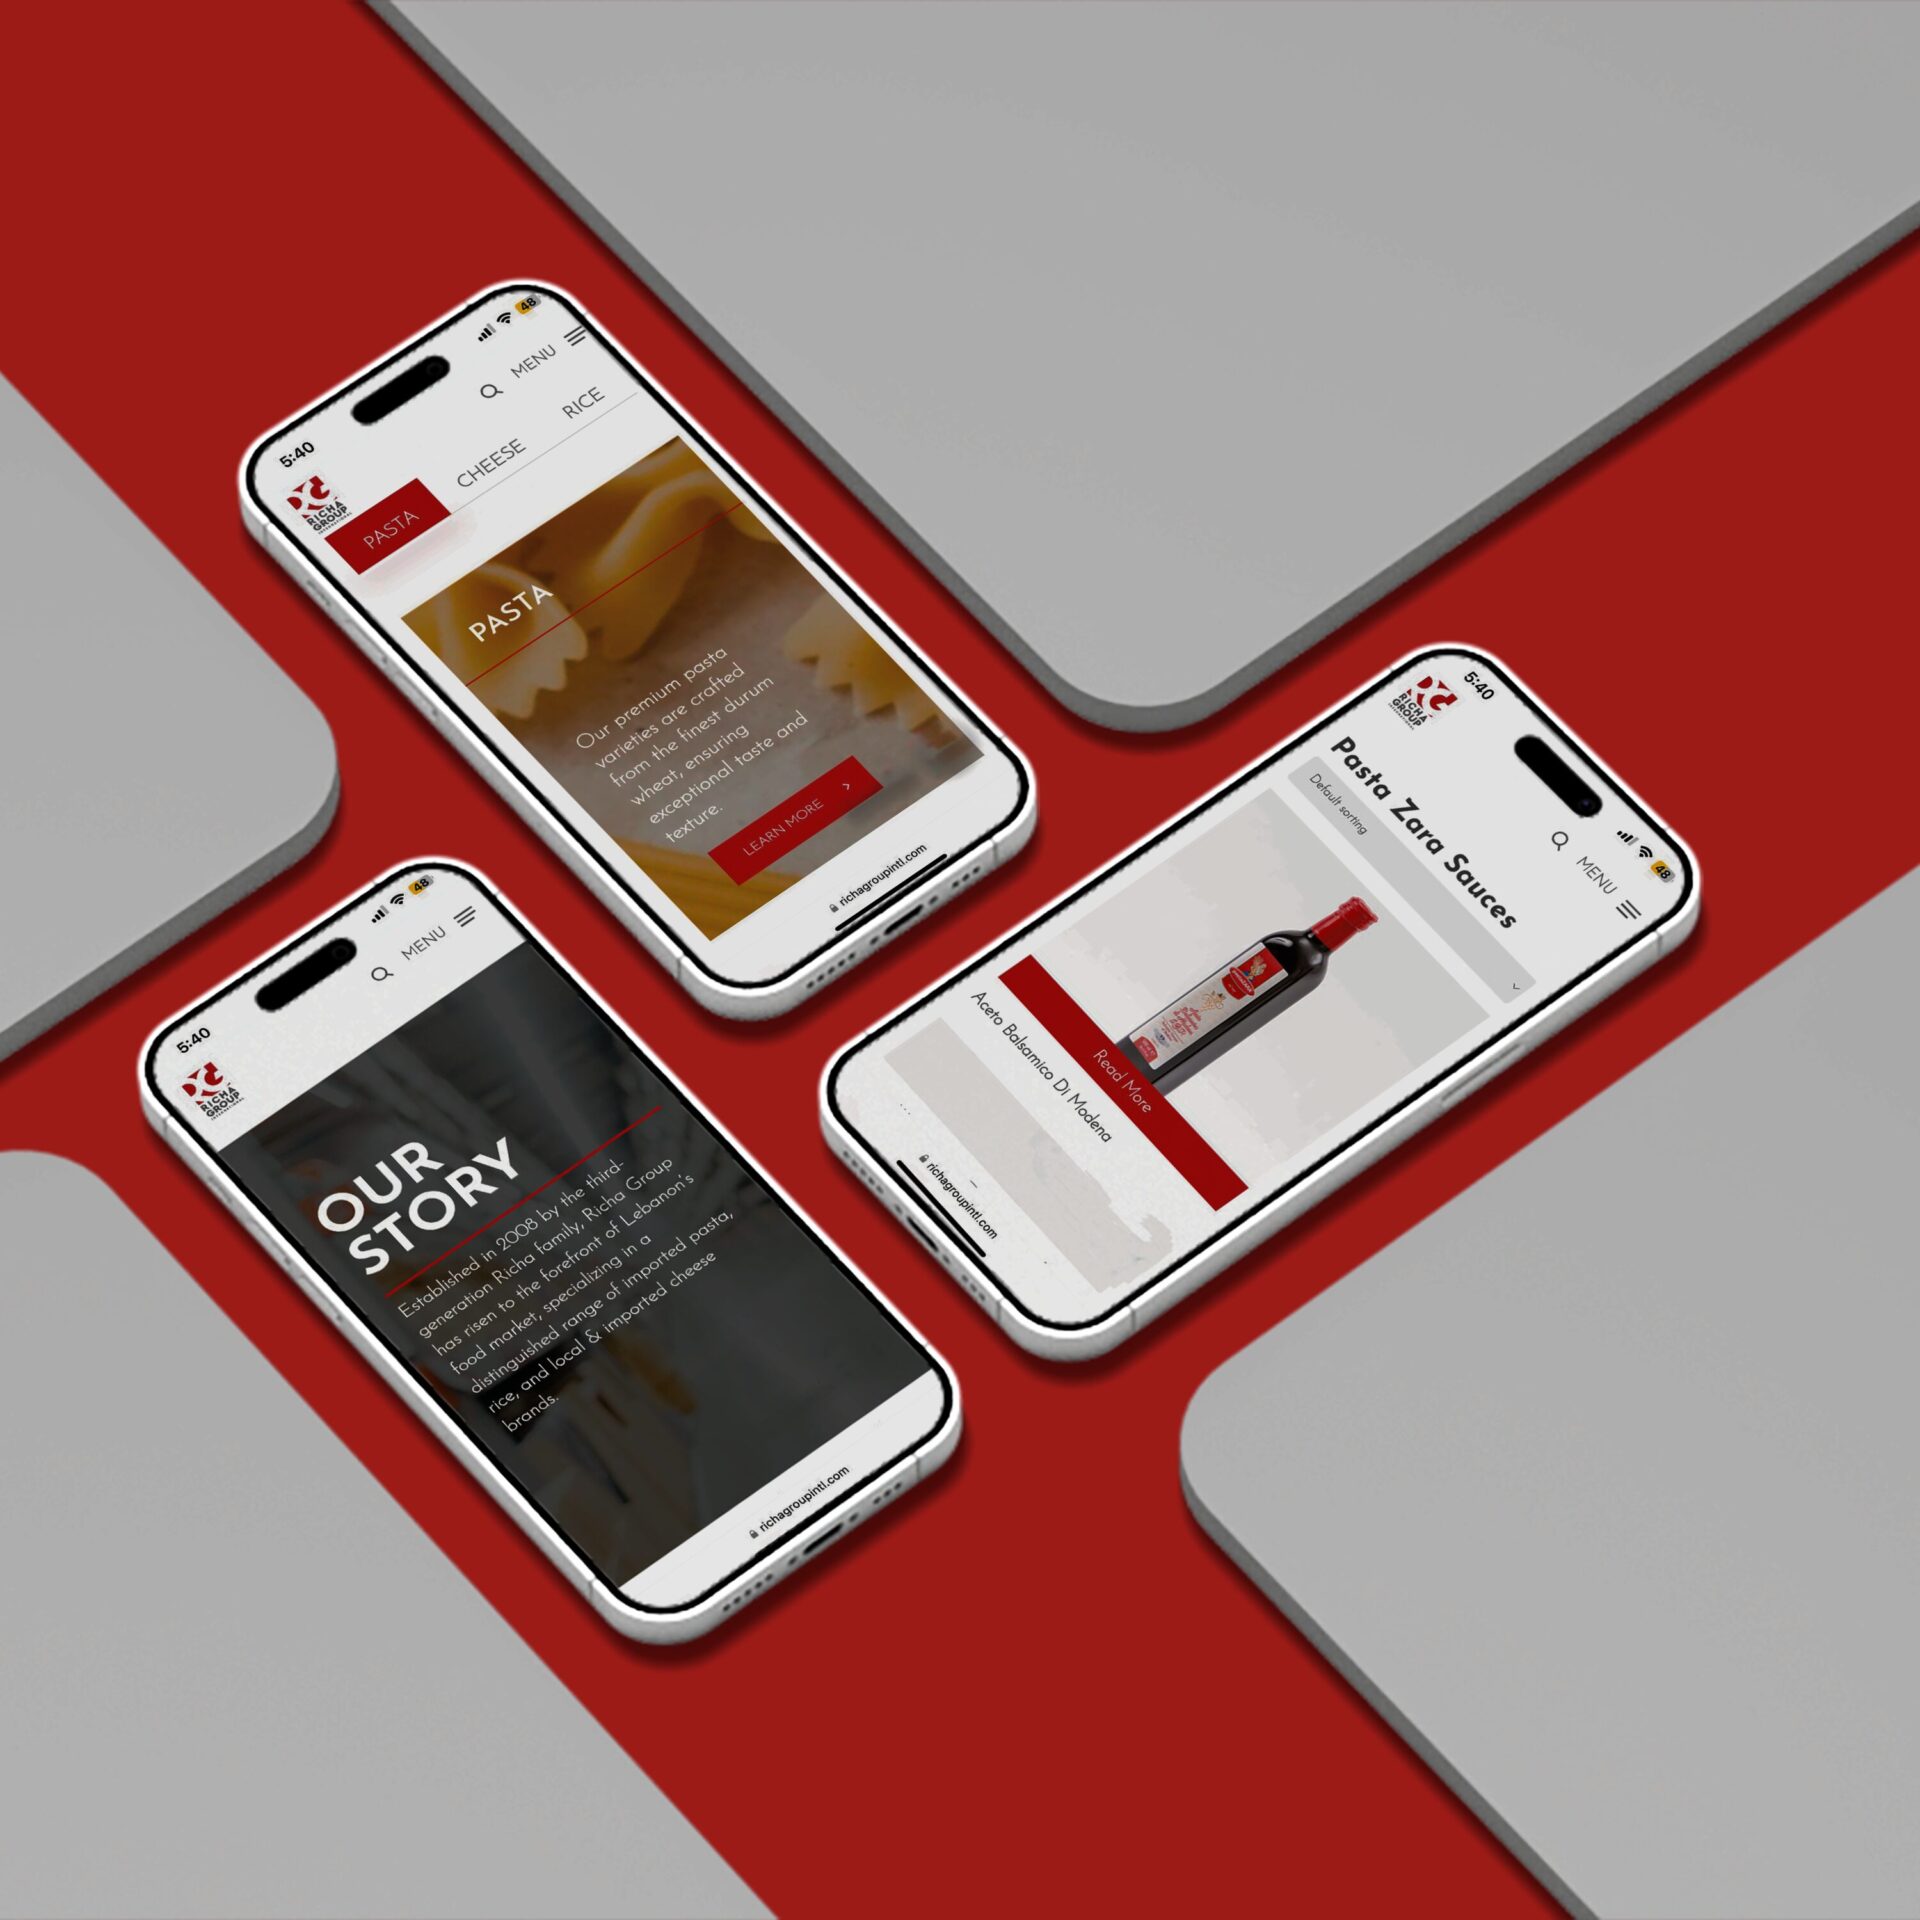 5:40
48
RICHA
GROUP
INTERNATIONAL
MENU
PASTA
CHEESE
RICE
PASTA
Our premium pasta
varieties are crafted
from the finest durum
wheat, ensuring
exceptional taste and
texture.
LEARN MORE
richagroupintl.com
5:40
48
RICHA
GROUP
INTERNATIONAL
MENU
OUR
STORY
Established in 2008 by the third-
generation Richa family, Richa Group
has risen to the forefront of Lebanon's
food market, specializing in a
distinguished range of imported pasta,
rice, and local & imported cheese
brands.
richagroupintl.com
5:40
48
RICHA
GROUP
INTERNATIONAL
MENU
Pasta Zara Sauces
Default sorting
Read More
Aceto Balsamico Di Modena
richagroupintl.com